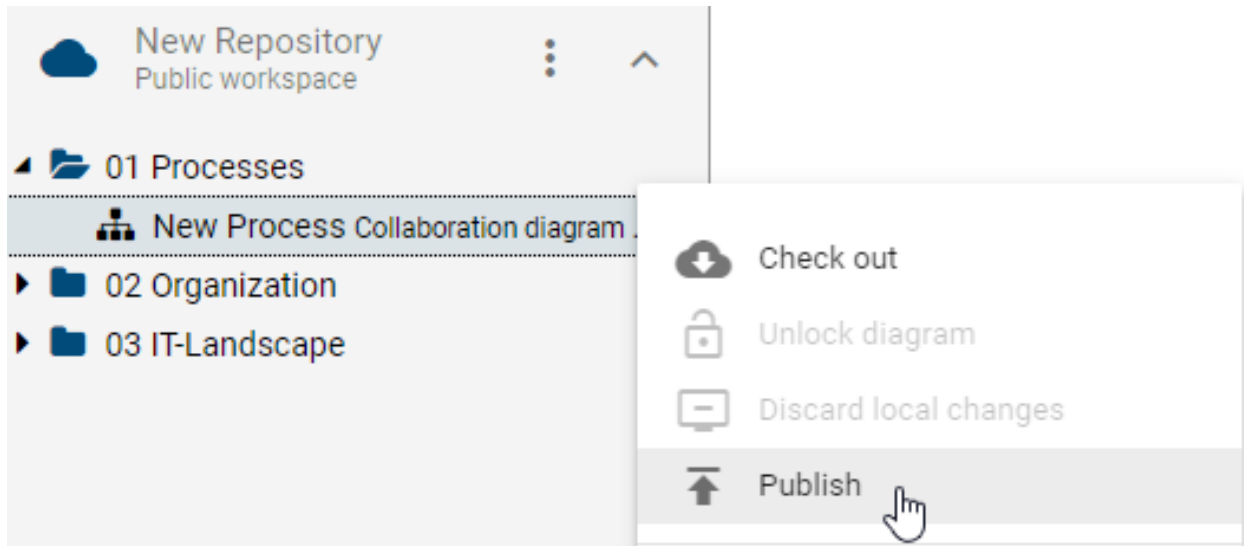 New Repository
Public workspace
01 Processes
New Process Collaboration diagram .
02 Organization
03 IT-Landscape
Check out
Unlock diagram
Discard local changes
Publish